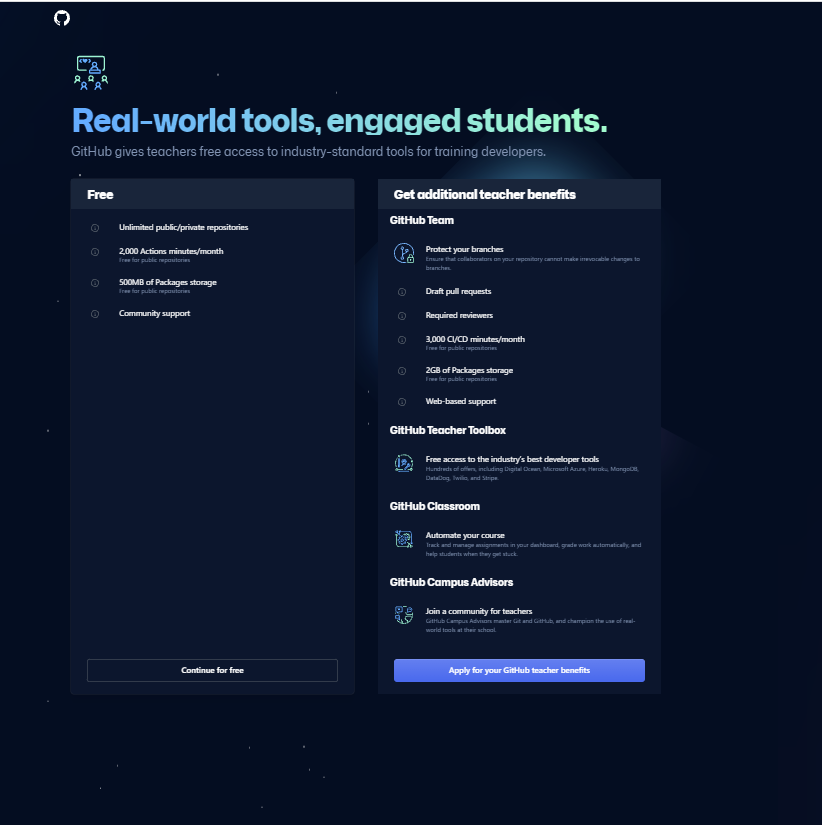 Real-world tools, engaged students.
GitHub gives teachers free access to industry-standard tools for training developers.
Free
Unlimited public/private repositories
2,000 Actions minutes/month
Free for public repositories
500MB of Packages storage
Free for public repositories
Community support
Continue for free
Get additional teacher benefits
GitHub Team
Protect your branches
Ensure that collaborators on your repository cannot make irrevocable changes to
branches.
Draft pull requests
Required reviewers
3,000 CI/CD minutes/month
Free for public repositories
2GB of Packages storage
Free for public repositories
Web-based support
GitHub Teacher Toolbox
Free access to the industry's best developer tools
Hundreds of offers, including Digital Ocean, Microsoft Azure, Heroku, MongoDB,
DataDog, Twilio, and Stripe.
GitHub Classroom
Automate your course
Track and manage assignments in your dashboard, grade work automatically, and
help students when they get stuck.
GitHub Campus Advisors
Join a community for teachers
GitHub Campus Advisors master Git and GitHub, and champion the use of real-
world tools at their school.
Apply for your GitHub teacher benefits